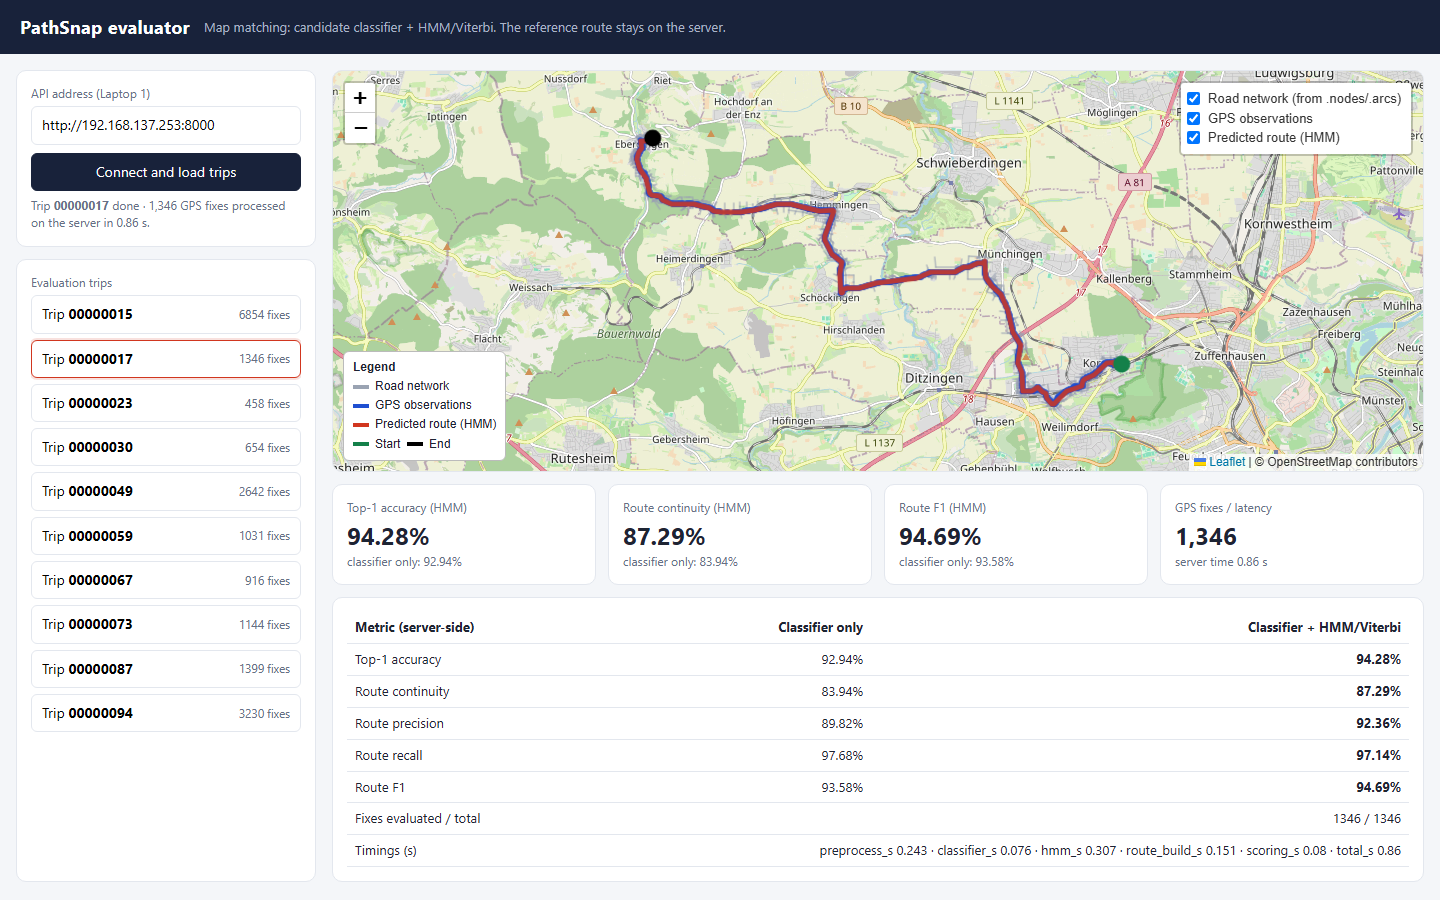 PathSnap evaluator
Map matching: candidate classifier + HMM/Viterbi. The reference route stays on the server.
API address (Laptop 1)
http://192.168.137.253:8000
Connect and load trips
Trip 00000017 done · 1,346 GPS fixes processed
on the server in 0.86 s.
Evaluation trips
Trip 00000015 6854 fixes
Trip 00000017 1346 fixes
Trip 00000023 458 fixes
Trip 00000030 654 fixes
Trip 00000049 2642 fixes
Trip 00000059 1031 fixes
Trip 00000067 916 fixes
Trip 00000073 1144 fixes
Trip 00000087 1399 fixes
Trip 00000094 3230 fixes
+
−
Serres
Nussdorf
Riet
Iptingen
Hochdorf an
der Enz
B 10
L 1141
Möglingen
Ludwigsburg
16
Road network (from .nodes/.arcs)
GPS observations
Predicted route (HMM)
Schwieberdingen
A 81
Pattonville
Kornwestheim
Hemmingen
Heimerdingen
Münchingen
17
Kallenberg
Stammheim
17
Weissach
Schöckingen
Bauernwald
Hirschlanden
Flacht
Zazenhausen
Freiberg
Zuffenhausen
Ditzingen
18
Münster
Hausen
Weilimdorf
Höfingen
L 1137
Gebersheim
Rutesheim
Legend
Road network
GPS observations
Predicted route (HMM)
Start End
Leaflet | © OpenStreetMap contributors
Top-1 accuracy (HMM)
94.28%
classifier only: 92.94%
Route continuity (HMM)
87.29%
classifier only: 83.94%
Route F1 (HMM)
94.69%
classifier only: 93.58%
GPS fixes / latency
1,346
server time 0.86 s
Metric (server-side) Classifier only Classifier + HMM/Viterbi
Top-1 accuracy 92.94% 94.28%
Route continuity 83.94% 87.29%
Route precision 89.82% 92.36%
Route recall 97.68% 97.14%
Route F1 93.58% 94.69%
Fixes evaluated / total 1346 / 1346
Timings (s) preprocess_s 0.243 · classifier_s 0.076 · hmm_s 0.307 · route_build_s 0.151 · scoring_s 0.08 · total_s 0.86